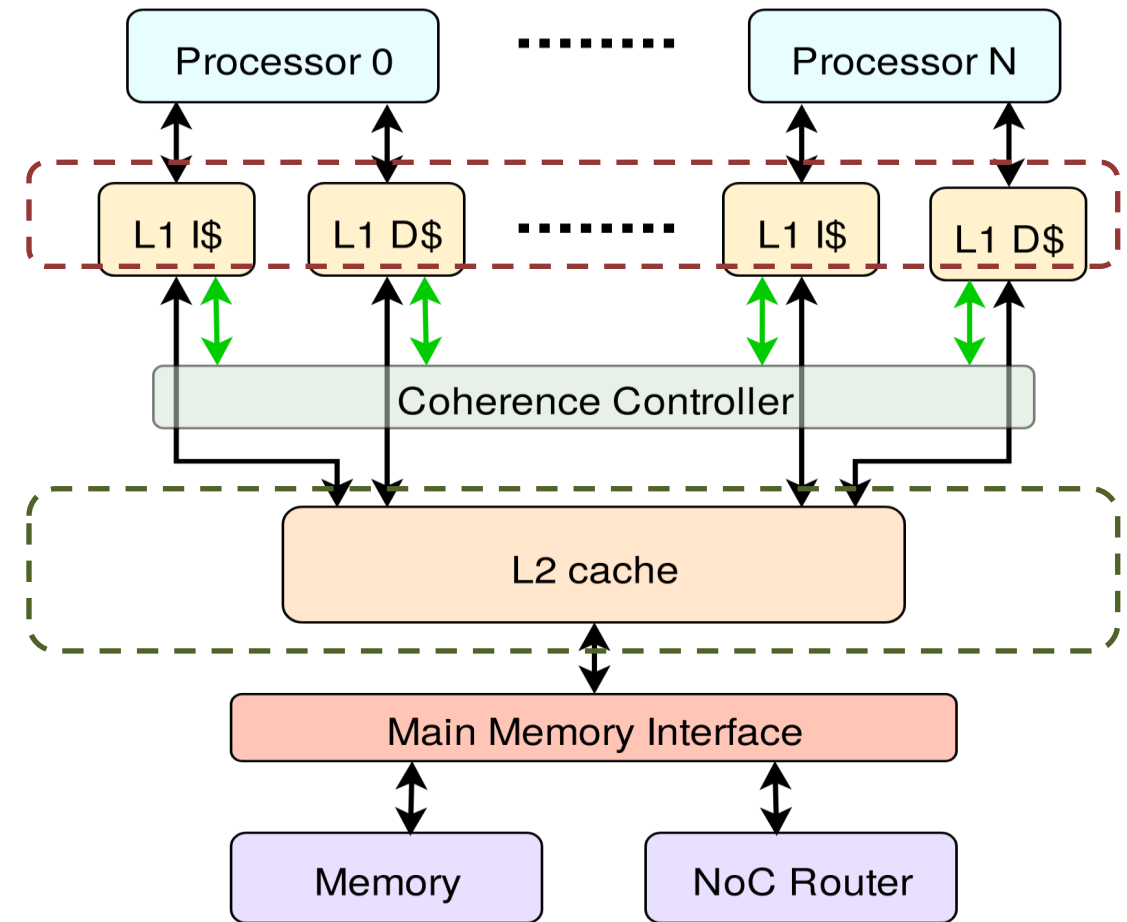 Processor 0
Processor N
L1 I$
L1 D$
L1 I$
L1 D$
Coherence Controller
L2 cache
Main Memory Interface
Memory
NoC Router